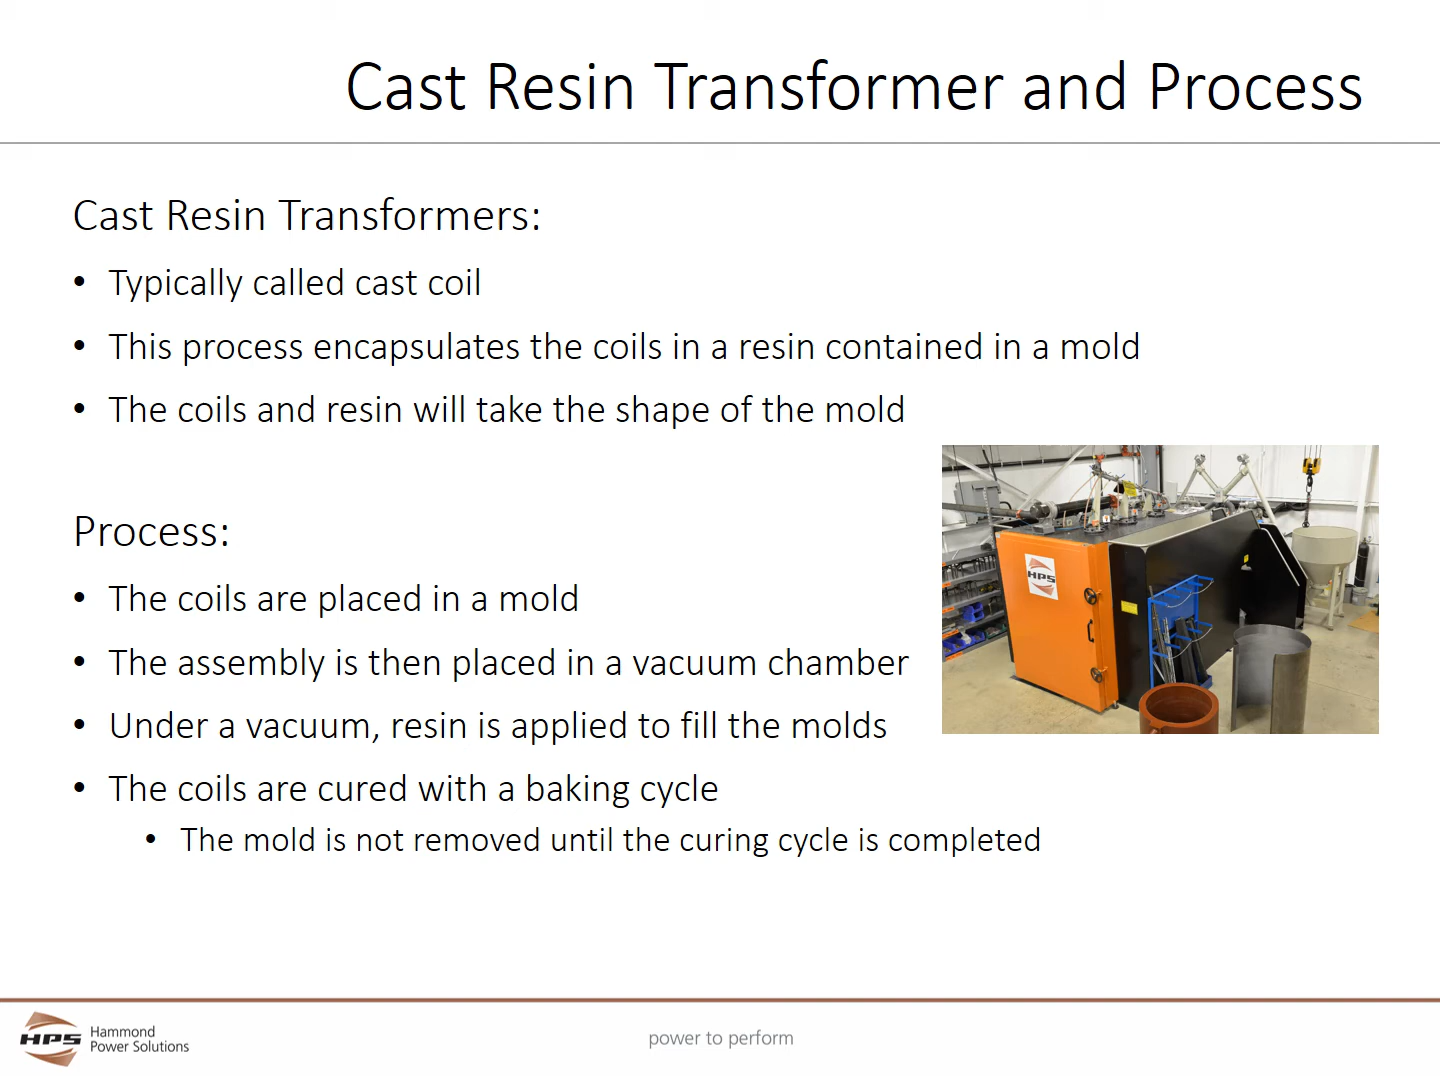 Cast Resin Transformer and Process
Cast Resin Transformers:
• Typically called cast coil
• This process encapsulates the coils in a resin contained in a mold
• The coils and resin will take the shape of the mold
Process:
• The coils are placed in a mold
• The assembly is then placed in a vacuum chamber
• Under a vacuum, resin is applied to fill the molds
• The coils are cured with a baking cycle
• The mold is not removed until the curing cycle is completed
HPS
HPS
Hammond
Power Solutions
power to perform